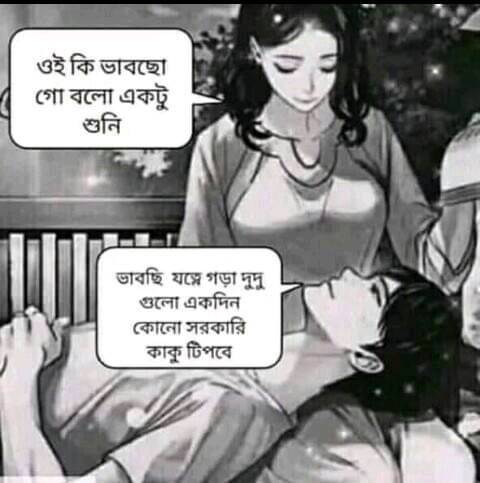 ওই কি ভাবছো
গো বলো একটু
শুনি
ভাবছি যত্নে গড়া দুদু
গুলো একদিন
কোনো সরকারি
কাকু টিপবে